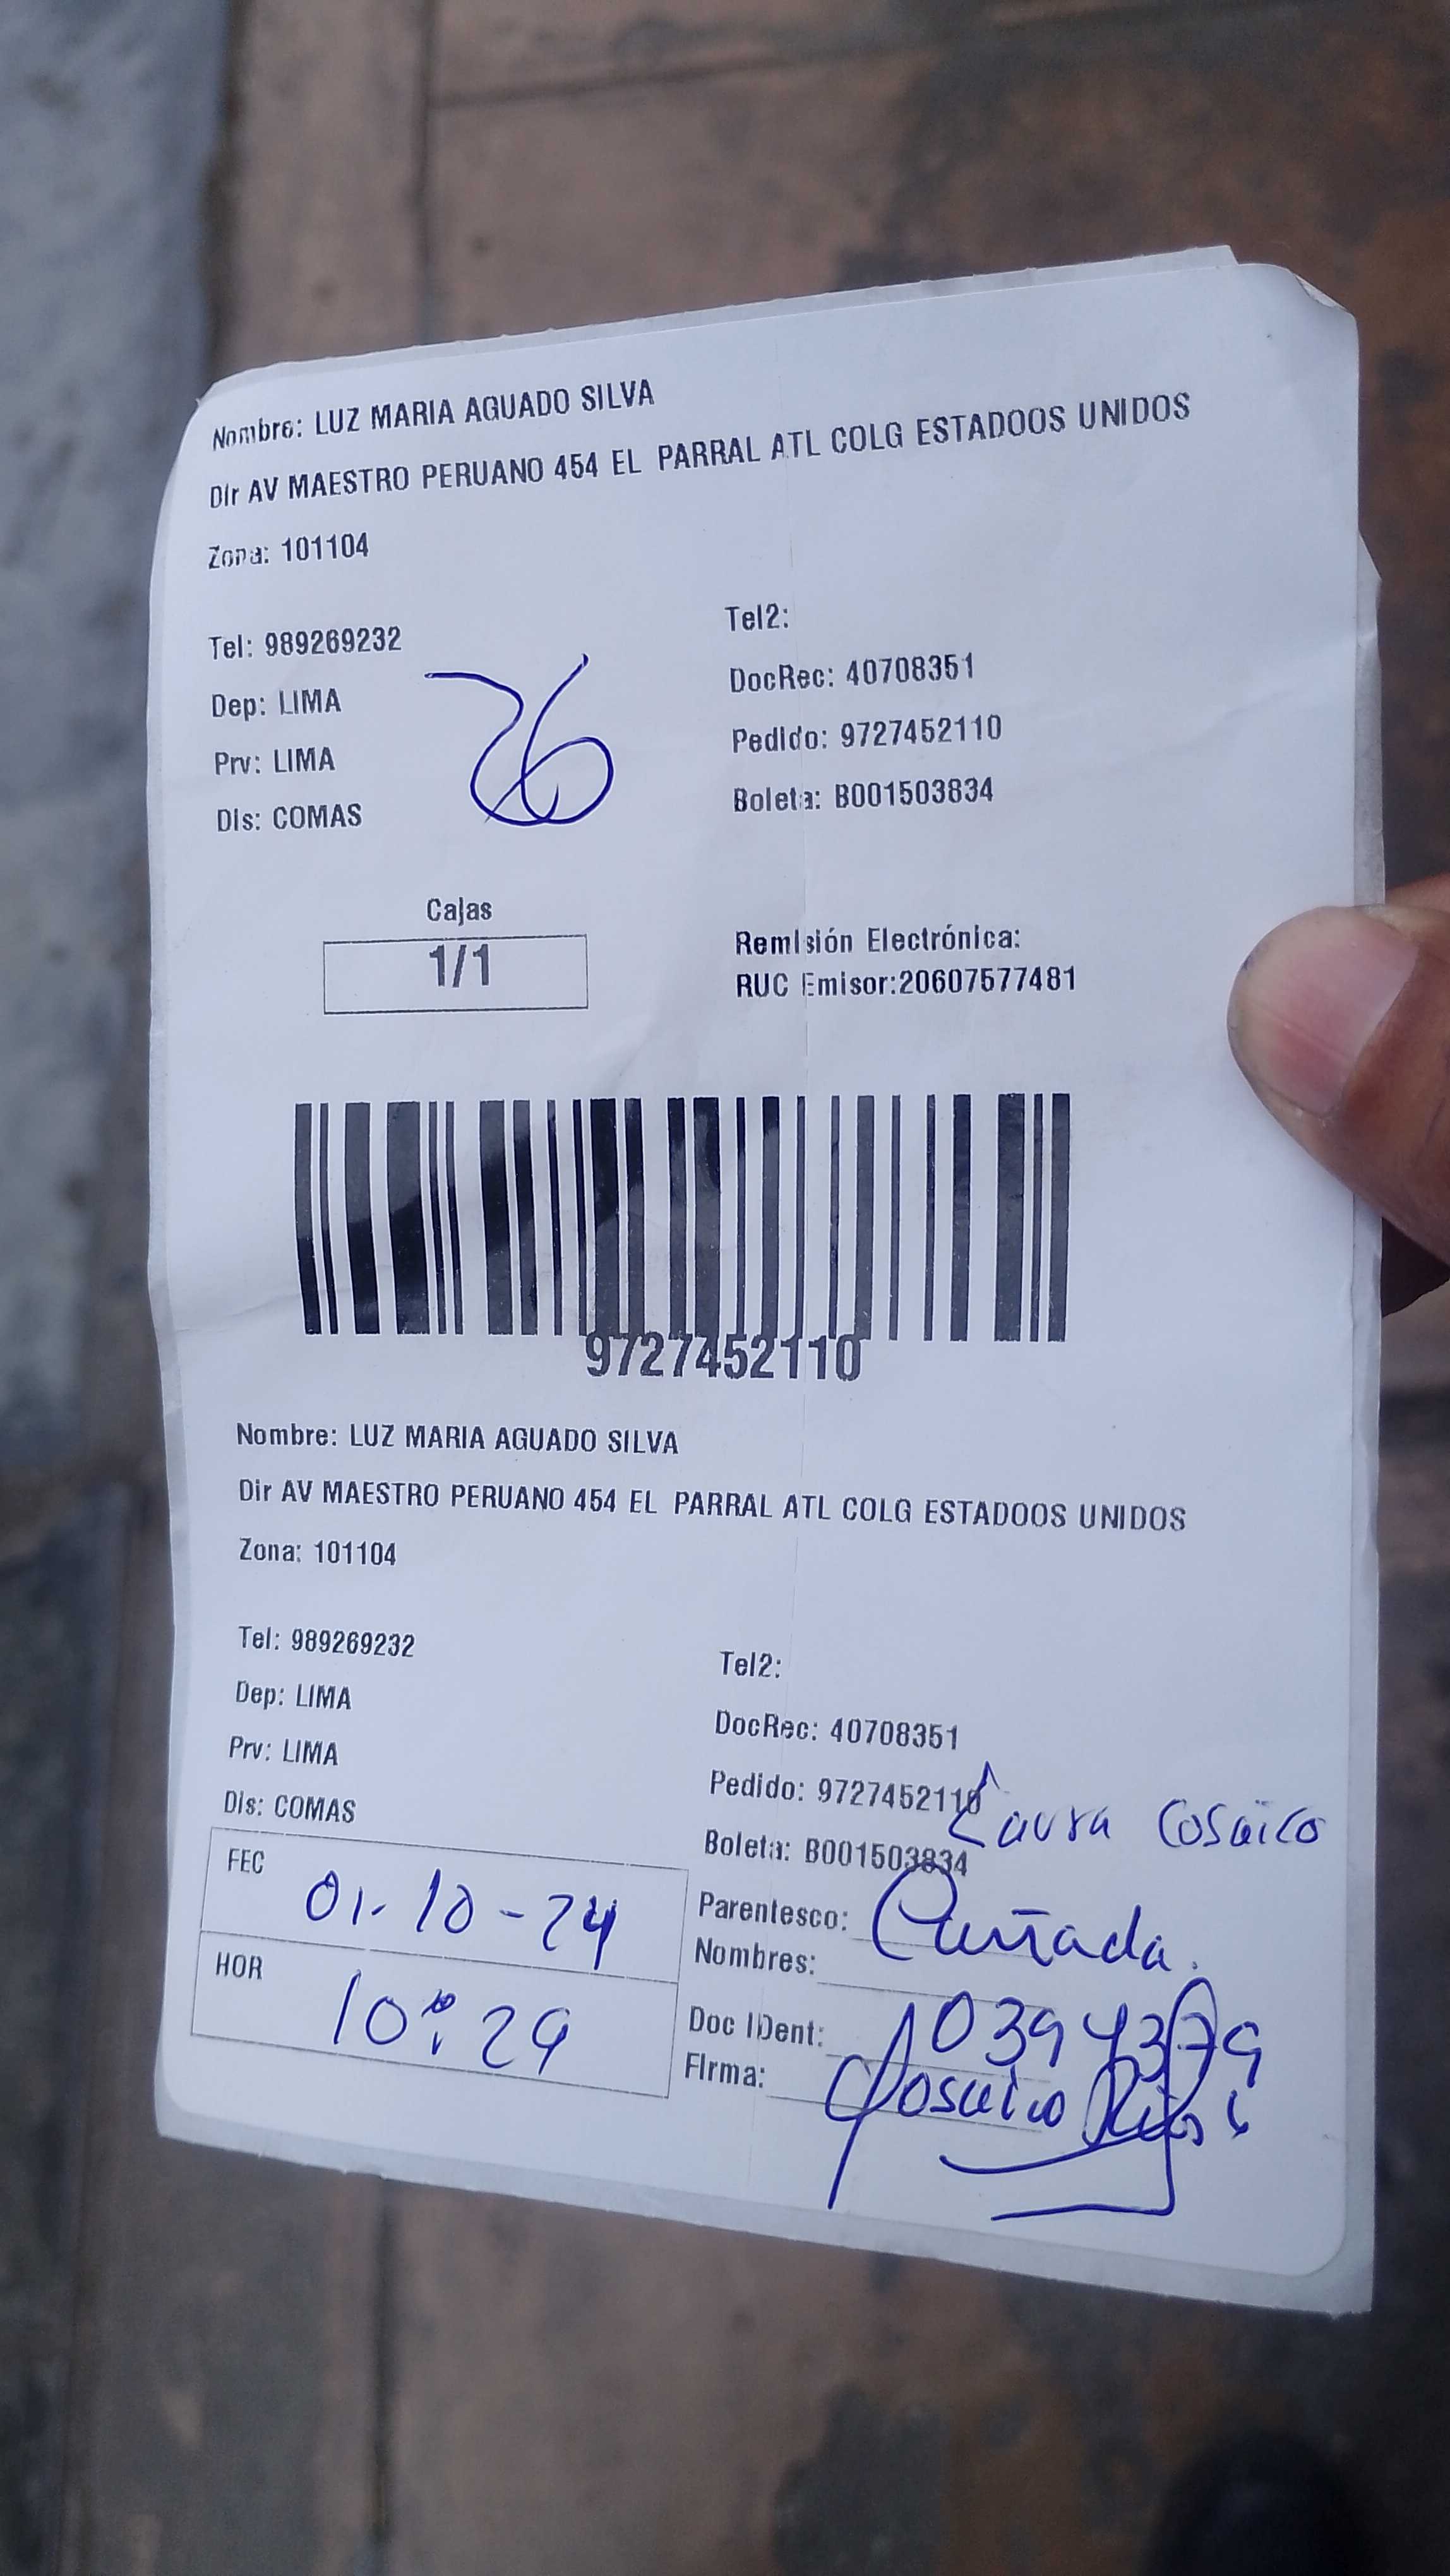 Nombre: LUZ MARIA AGUADO SILVA
Dir AV MAESTRO PERUANO 454 EL PARRAL ATL COLG ESTADOOS UNIDOS
Zona: 101104
Tel: 989269232
Tel2:
Dep: LIMA
DocRec: 40708351
Prv: LIMA
Pedido: 9727452110
Dis: COMAS
Boleta: B001503834
26
Cajas
1/1
Remisión Electrónica:
RUC Emisor:20607577481
9727452110
Nombre: LUZ MARIA AGUADO SILVA
Dir AV MAESTRO PERUANO 454 EL PARRAL ATL COLG ESTADOOS UNIDOS
Zona: 101104
Tel: 989269232
Tel2:
Dep: LIMA
DocRec: 40708351
Prv: LIMA
Pedido: 9727452110
Dis: COMAS
Laura Cosaico
Boleta: B001503834
FEC 01-10-24
Parentesco: Cuñada.
Nombres:
HOR 10:29
Doc IDent: 10394379
Firma: